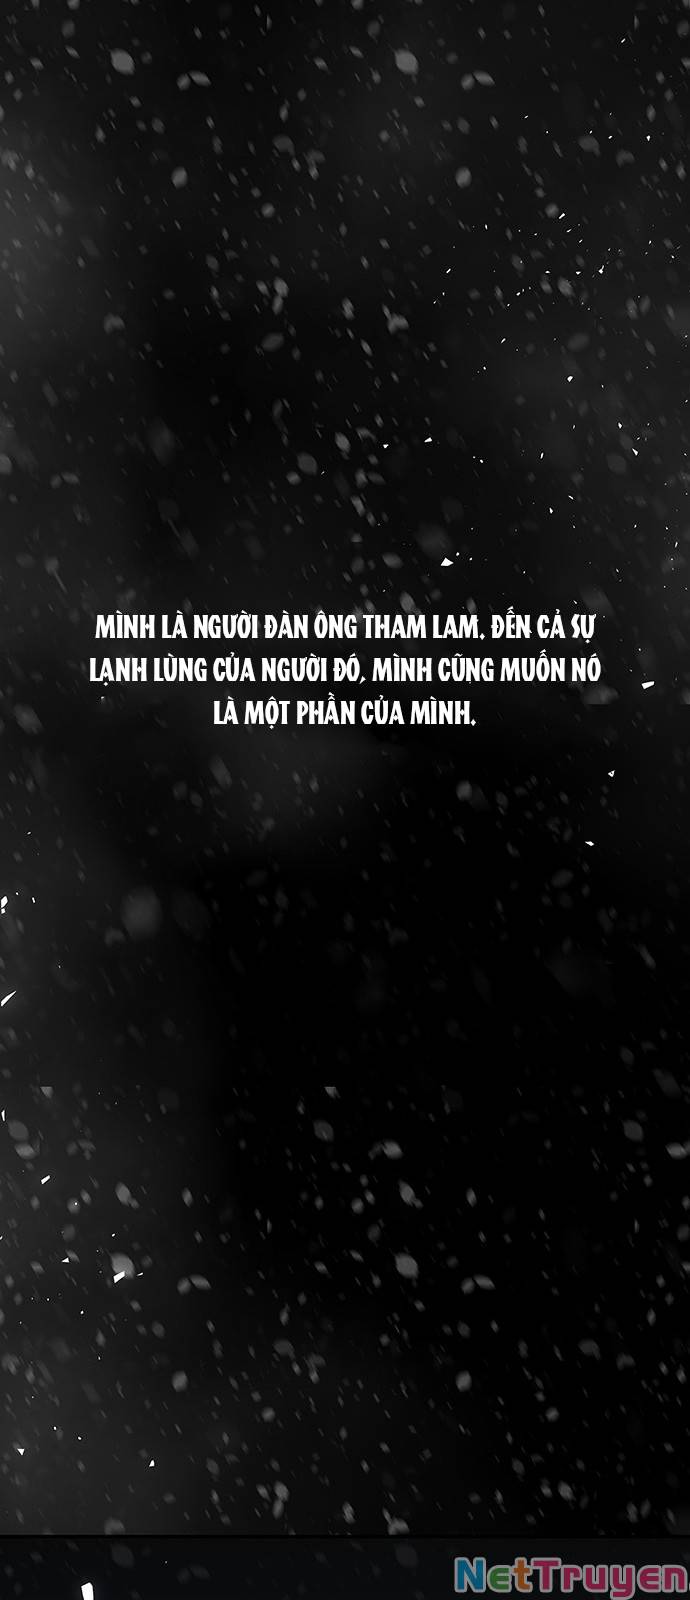 MÌNH LÀ NGƯỜI ĐÀN ÔNG THAM LAM. ĐẾN CẢ SỰ
LẠNH LÙNG CỦA NGƯỜI ĐÓ, MÌNH CŨNG MUỐN NÓ
LÀ MỘT PHẦN CỦA MÌNH.
NETTRUYEN